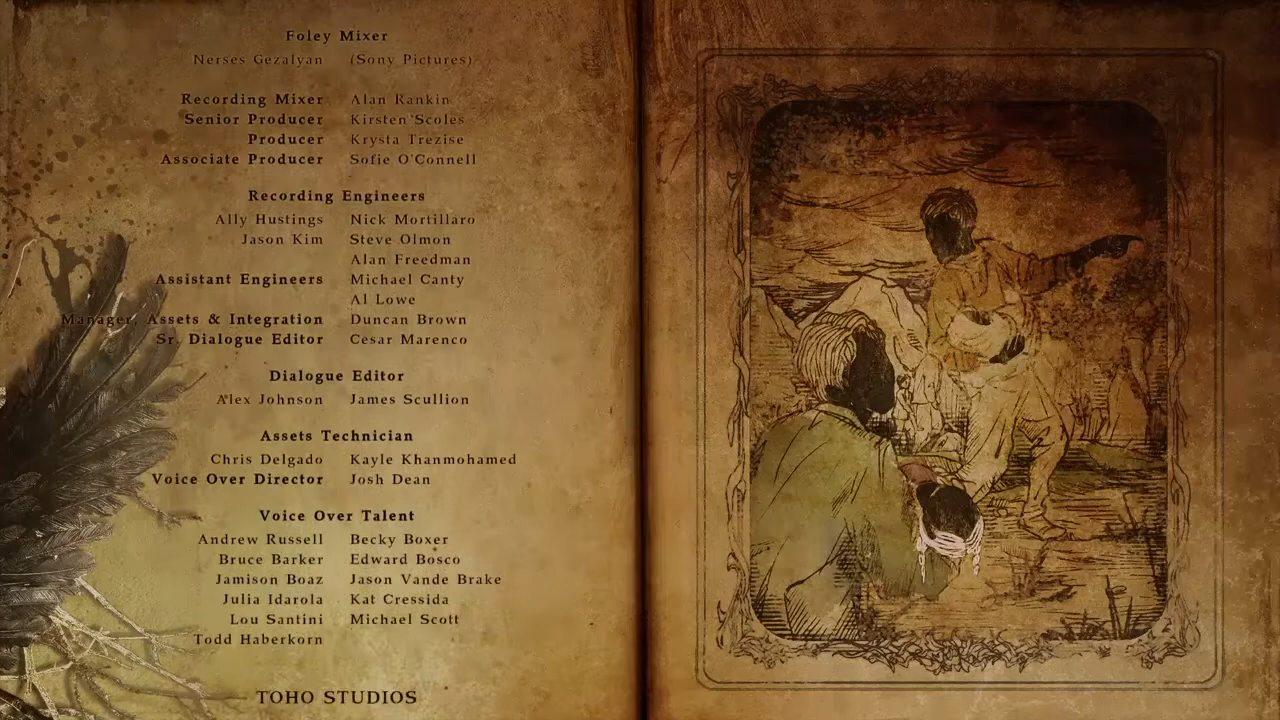 Foley Mixer
Nerses Gezalyan (Sony Pictures)
Recording Mixer Alan Rankin
Senior Producer Kirsten Scoles
Producer Krysta Trezise
Associate Producer Sofie O'Connell
Recording Engineers
Ally Hustings Nick Mortillaro
Jason Kim Steve Olmon
Alan Freedman
Assistant Engineers Michael Canty
Al Lowe
Manager, Assets & Integration Duncan Brown
Sr. Dialogue Editor Cesar Marenco
Dialogue Editor
Alex Johnson James Scullion
Assets Technician
Chris Delgado Kayle Khanmohamed
Voice Over Director Josh Dean
Voice Over Talent
Andrew Russell Becky Boxer
Bruce Barker Edward Bosco
Jamison Boaz Jason Vande Brake
Julia Idarola Kat Cressida
Lou Santini Michael Scott
Todd Haberkorn
TOHO STUDIOS